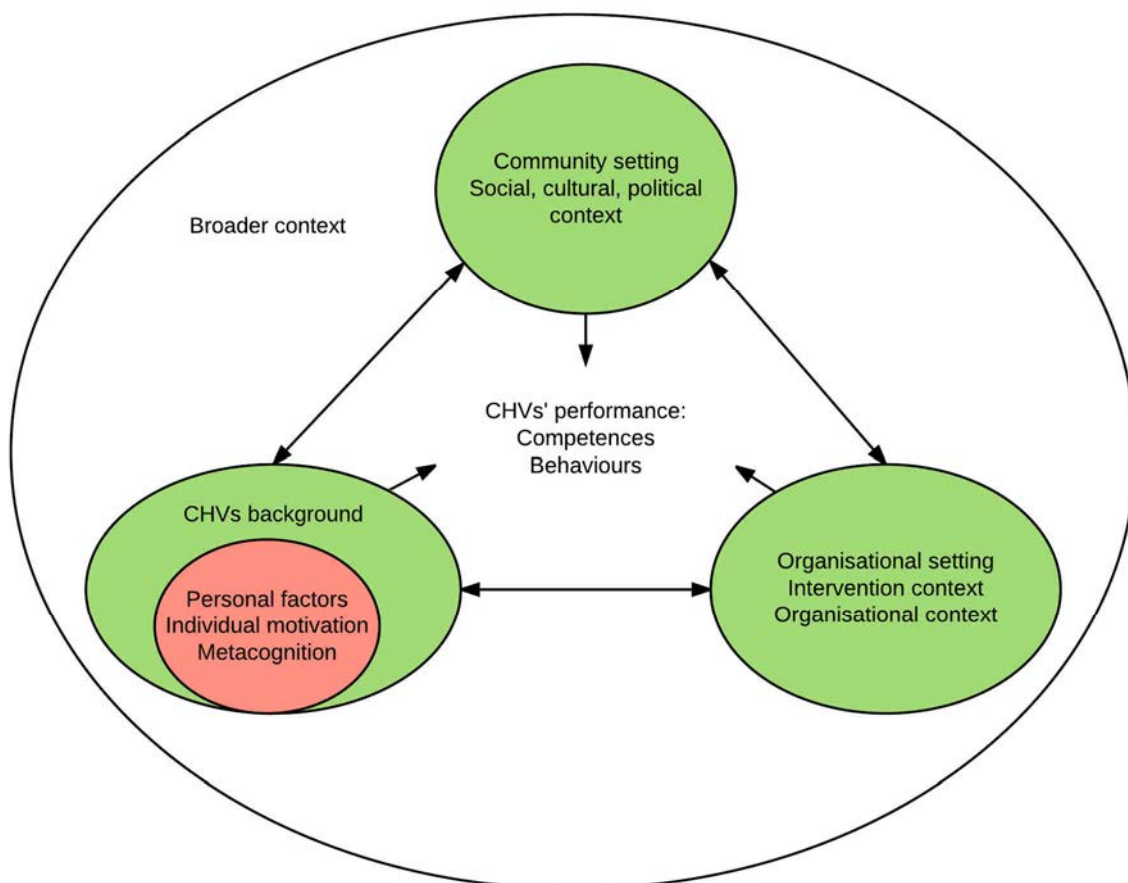 Community setting
Social, cultural, political
context
Broader context
CHVs' performance:
Competences
Behaviours
CHVs background
Personal factors
Individual motivation
Metacognition
Organisational setting
Intervention context
Organisational context